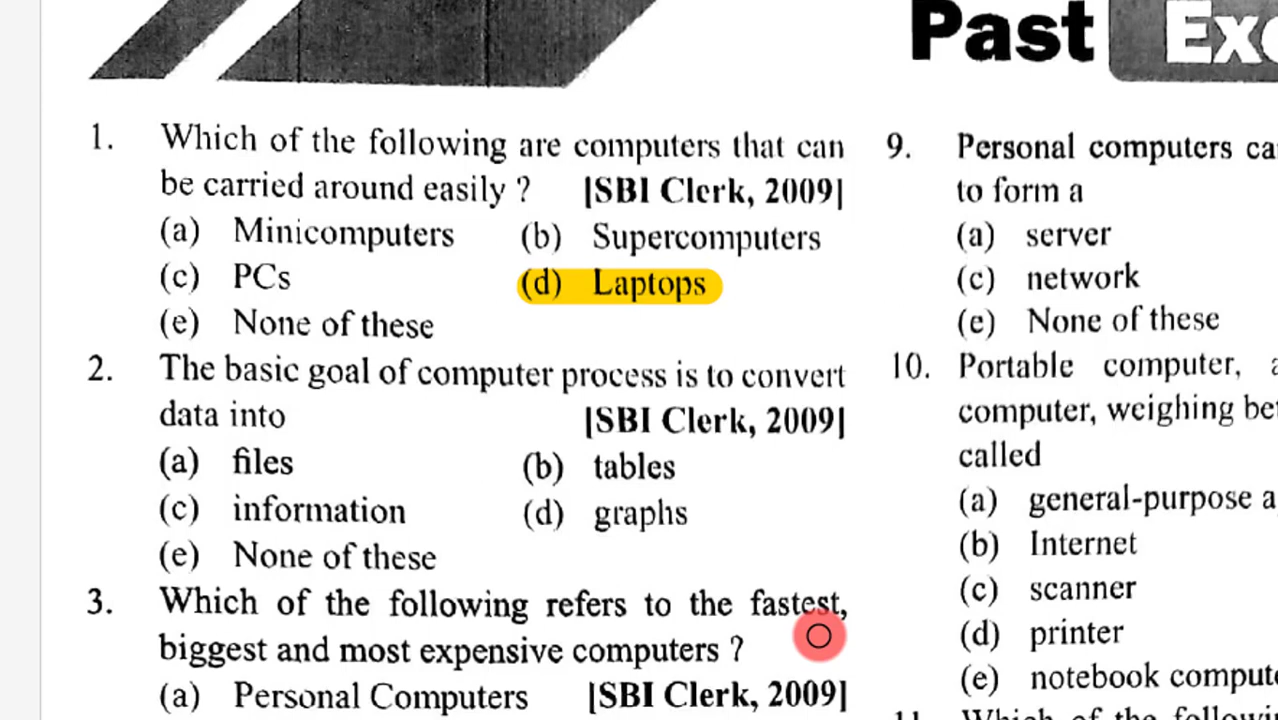 Past
1. Which of the following are computers that can
be carried around easily ? [SBI Clerk, 2009]
(a) Minicomputers (b) Supercomputers
(c) PCs (d) Laptops
(e) None of these
2. The basic goal of computer process is to convert
data into [SBI Clerk, 2009]
(a) files (b) tables
(c) information (d) graphs
(e) None of these
3. Which of the following refers to the fastest,
biggest and most expensive computers ?
(a) Personal Computers [SBI Clerk, 2009]
9. Personal computers
to form a
(a) server
(c) network
(e) None of these
10. Portable computer,
computer, weighing
called
(a) general-purpose
(b) Internet
(c) scanner
(d) printer
(e) notebook
11. Which of the